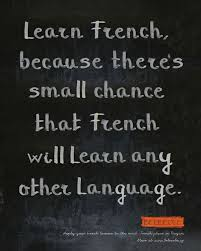 Learn French,
because there's
small chance
that French
will Learn any
other Language.